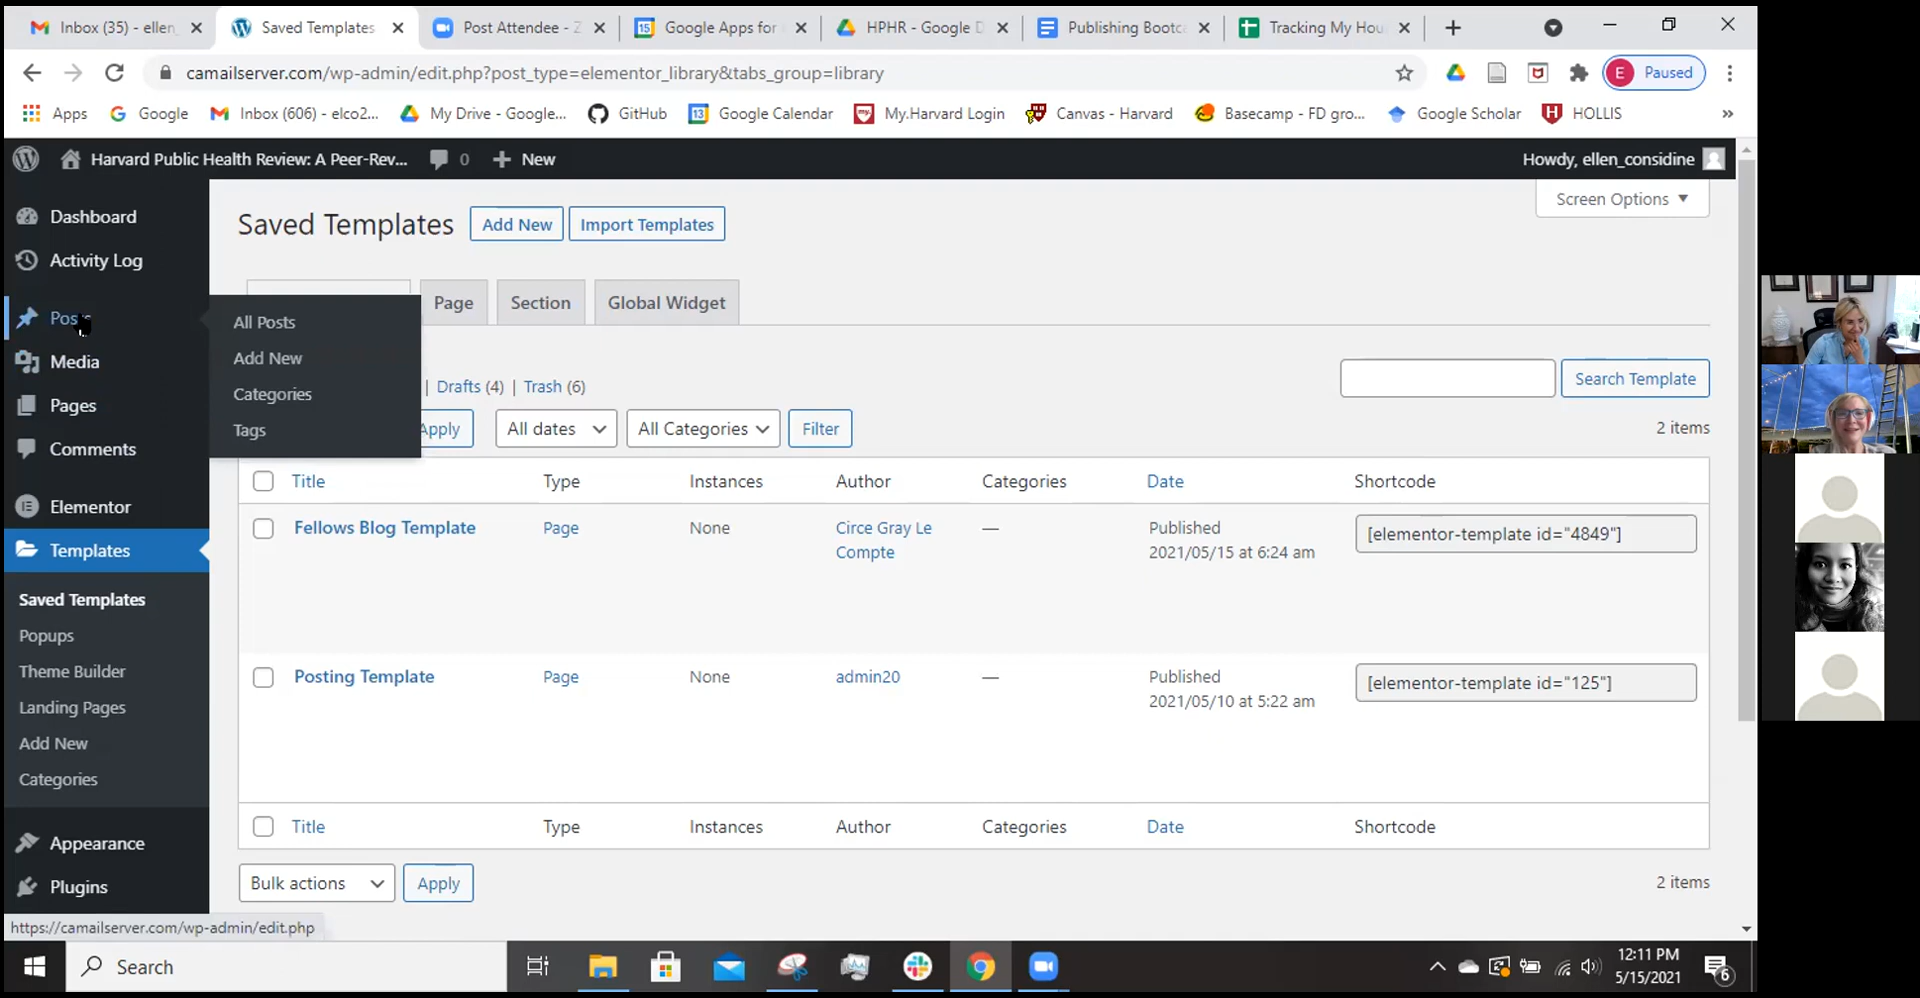 Inbox (35) - ellen_
Saved Templates
Post Attendee - Z
Google Apps for
HPHR - Google D
Publishing Bootc
Tracking My Hou
camailserver.com/wp-admin/edit.php?post_type=elementor_library&tabs_group=library
Paused
Apps
Google
Inbox (606) - elco2...
My Drive - Google...
GitHub
Google Calendar
My.Harvard Login
Canvas - Harvard
Basecamp - FD gro...
Google Scholar
HOLLIS
»
Harvard Public Health Review: A Peer-Rev...
0
+ New
Howdy, ellen_considine
Dashboard
Activity Log
Posts
Media
Pages
Comments
Elementor
Templates
Saved Templates
Popups
Theme Builder
Landing Pages
Add New
Categories
Appearance
Plugins
All Posts
Add New
Categories
Tags
Saved Templates
Add New
Import Templates
Screen Options
Page
Section
Global Widget
| Drafts (4) | Trash (6)
Search Template
Apply
All dates
All Categories
Filter
2 items
Title Type Instances Author Categories Date Shortcode
Fellows Blog Template Page None Circe Gray Le Compte — Published 2021/05/15 at 6:24 am [elementor-template id="4849"]
Posting Template Page None admin20 — Published 2021/05/10 at 5:22 am [elementor-template id="125"]
Title Type Instances Author Categories Date Shortcode
Bulk actions
Apply
2 items
https://camailserver.com/wp-admin/edit.php
Search
12:11 PM
5/15/2021
6